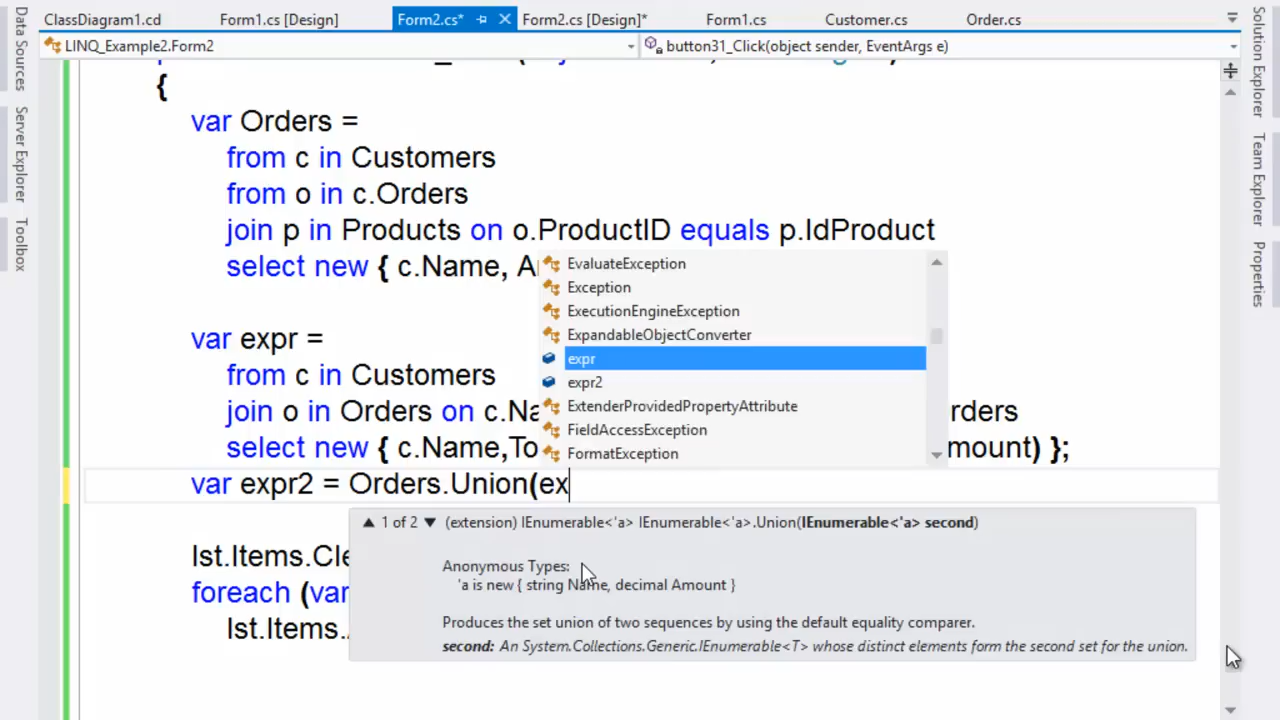 ClassDiagram1.cd Form1.cs [Design] Form2.cs* Form2.cs [Design]* Form1.cs Customer.cs Order.cs
LINQ_Example2.Form2 button31_Click(object sender, EventArgs e)
Data Sources
Server Explorer
Toolbox
Solution Explorer
Team Explorer
Properties
{
var Orders =
from c in Customers
from o in c.Orders
join p in Products on o.ProductID equals p.IdProduct
select new { c.Name,
var expr =
from c in Customers
join o in Orders on c.Na rders
select new { c.Name,To mount) };
var expr2 = Orders.Union(ex
EvaluateException
Exception
ExecutionEngineException
ExpandableObjectConverter
expr
expr2
ExtenderProvidedPropertyAttribute
FieldAccessException
FormatException
▲ 1 of 2 ▼ (extension) IEnumerable<'a> IEnumerable<'a>.Union(IEnumerable<'a> second)
Anonymous Types:
'a is new { string Name, decimal Amount }
Produces the set union of two sequences by using the default equality comparer.
second: An System.Collections.Generic.IEnumerable<T> whose distinct elements form the second set for the union.
lst.Items.Cle
foreach (var
lst.Items.